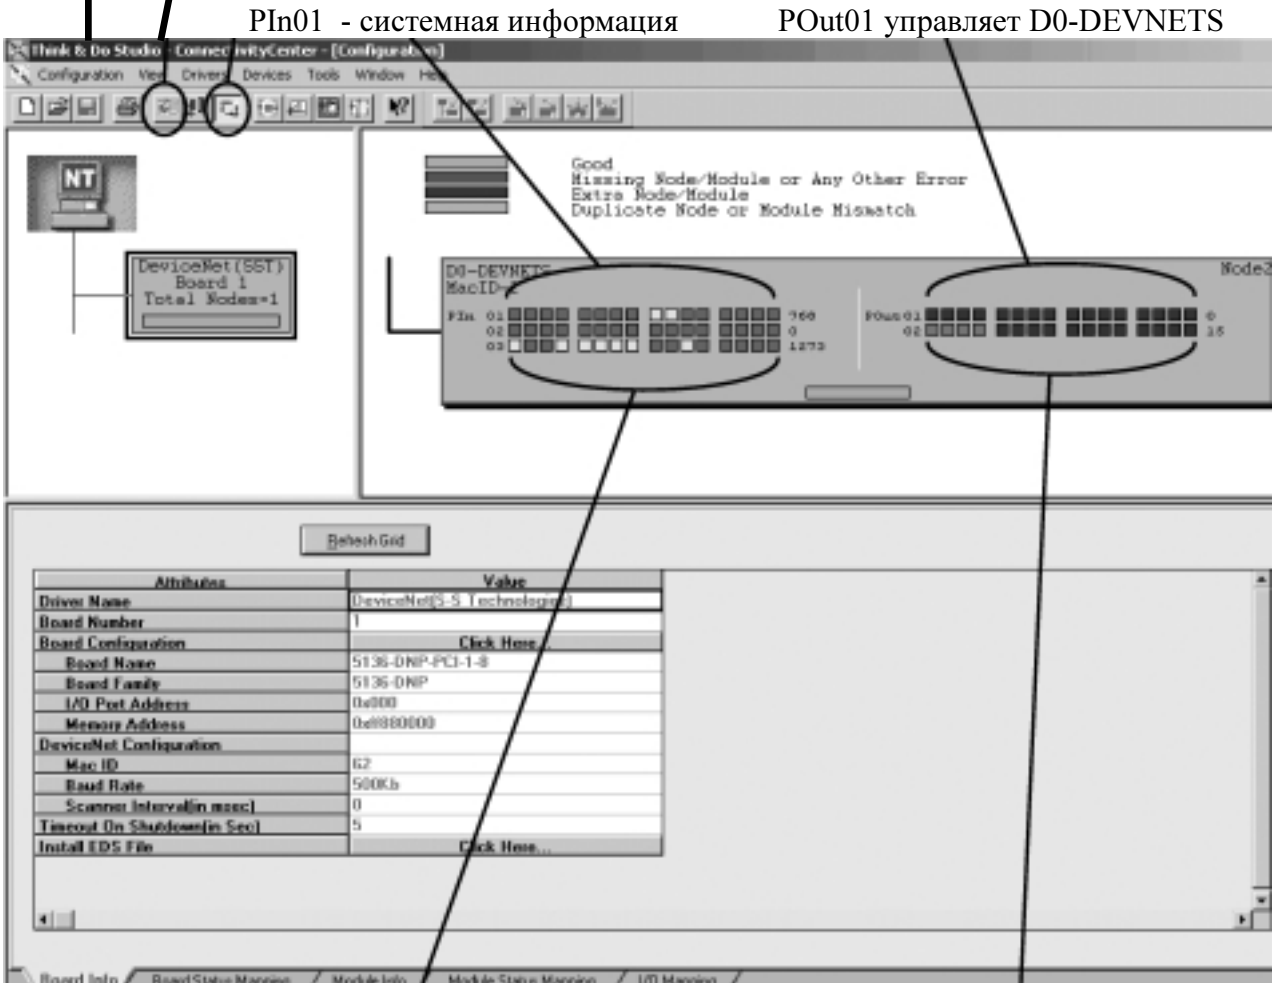 PIn01 - системная информация
POut01 управляет D0-DEVNETS
Think & Do Studio - ConnectivityCenter - [Configuration]
Configuration View Drivers Devices Tools Window Help
NT
DeviceNet(SST)
Board 1
Total Nodes=1
Good
Missing Node/Module or Any Other Error
Extra Node/Module
Duplicate Node or Module Mismatch
D0-DEVNETS
Node2
MacID-
PIn 01 768
02 0
03 1273
POut 01 0
02 15
Refresh Grid
Attributes Value
Driver Name DeviceNet(S-S Technologies)
Board Number 1
Board Configuration Click Here...
Board Name 5136-DNP-PCI-1-8
Board Family 5136-DNP
I/O Port Address 0x000
Memory Address 0xff880000
DeviceNet Configuration
Mac ID 62
Baud Rate 500Kb
Scanner Interval(in msec) 0
Timeout On Shutdown(in Sec) 5
Install EDS File Click Here...
Board Info Board Status Mapping Module Info Module Status Mapping I/O Mapping